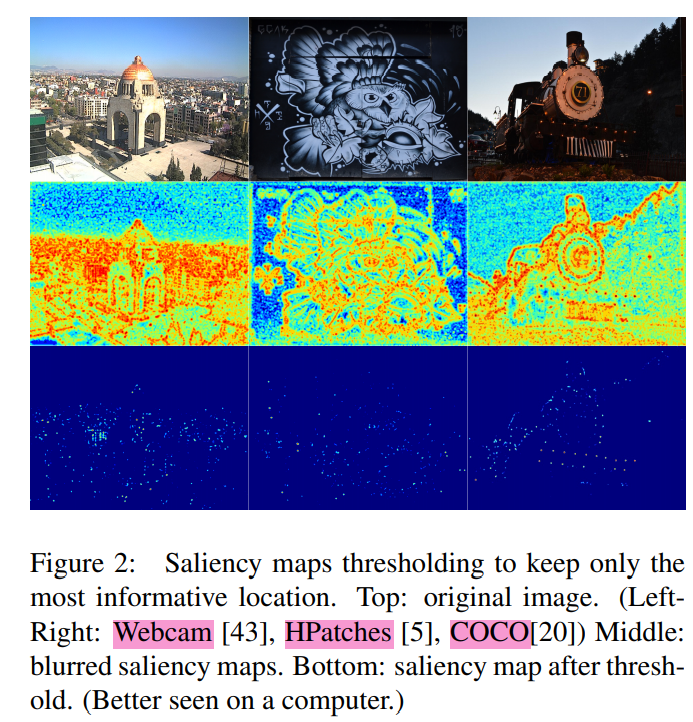 71
Figure 2: Saliency maps thresholding to keep only the
most informative location. Top: original image. (Left-
Right: Webcam [43], HPatches [5], COCO[20]) Middle:
blurred saliency maps. Bottom: saliency map after thresh-
old. (Better seen on a computer.)